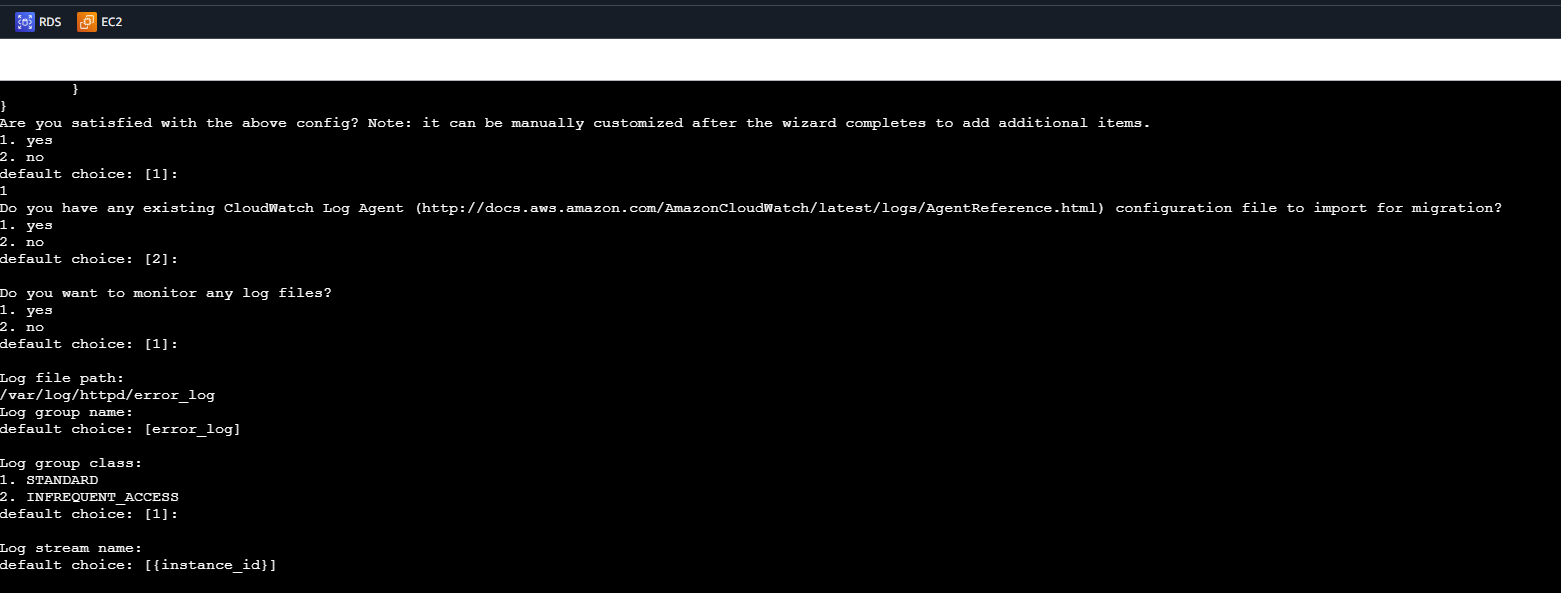 RDS EC2
}
}
Are you satisfied with the above config? Note: it can be manually customized after the wizard completes to add additional items.
1. yes
2. no
default choice: [1]:
1
Do you have any existing CloudWatch Log Agent (http://docs.aws.amazon.com/AmazonCloudWatch/latest/logs/AgentReference.html) configuration file to import for migration?
1. yes
2. no
default choice: [2]:
Do you want to monitor any log files?
1. yes
2. no
default choice: [1]:
Log file path:
/var/log/httpd/error_log
Log group name:
default choice: [error_log]
Log group class:
1. STANDARD
2. INFREQUENT_ACCESS
default choice: [1]:
Log stream name:
default choice: [{instance_id}]